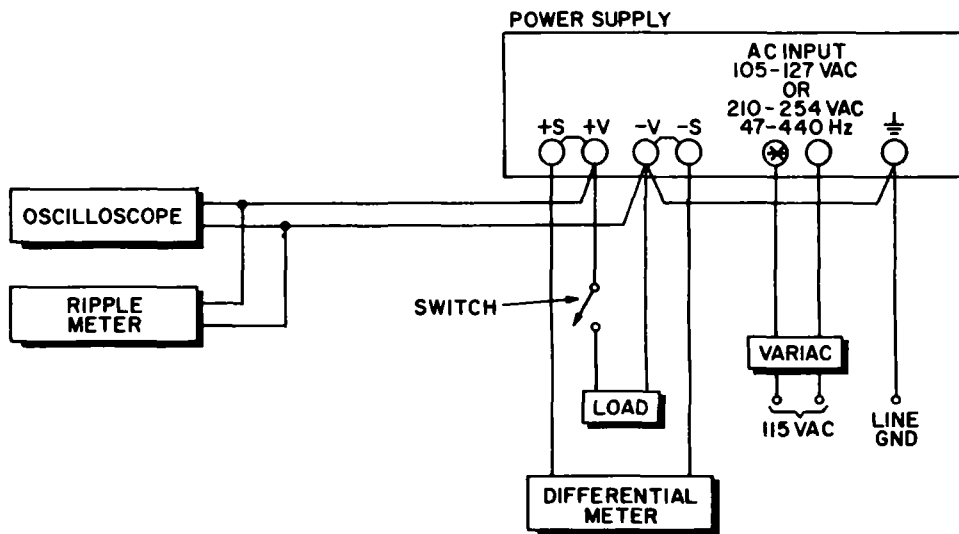 POWER SUPPLY
AC INPUT
105-127 VAC
OR
210-254 VAC
47-440 Hz
+S +V -V -S
OSCILLOSCOPE
RIPPLE
METER
SWITCH
LOAD
VARIAC
115 VAC
LINE
GND
DIFFERENTIAL
METER